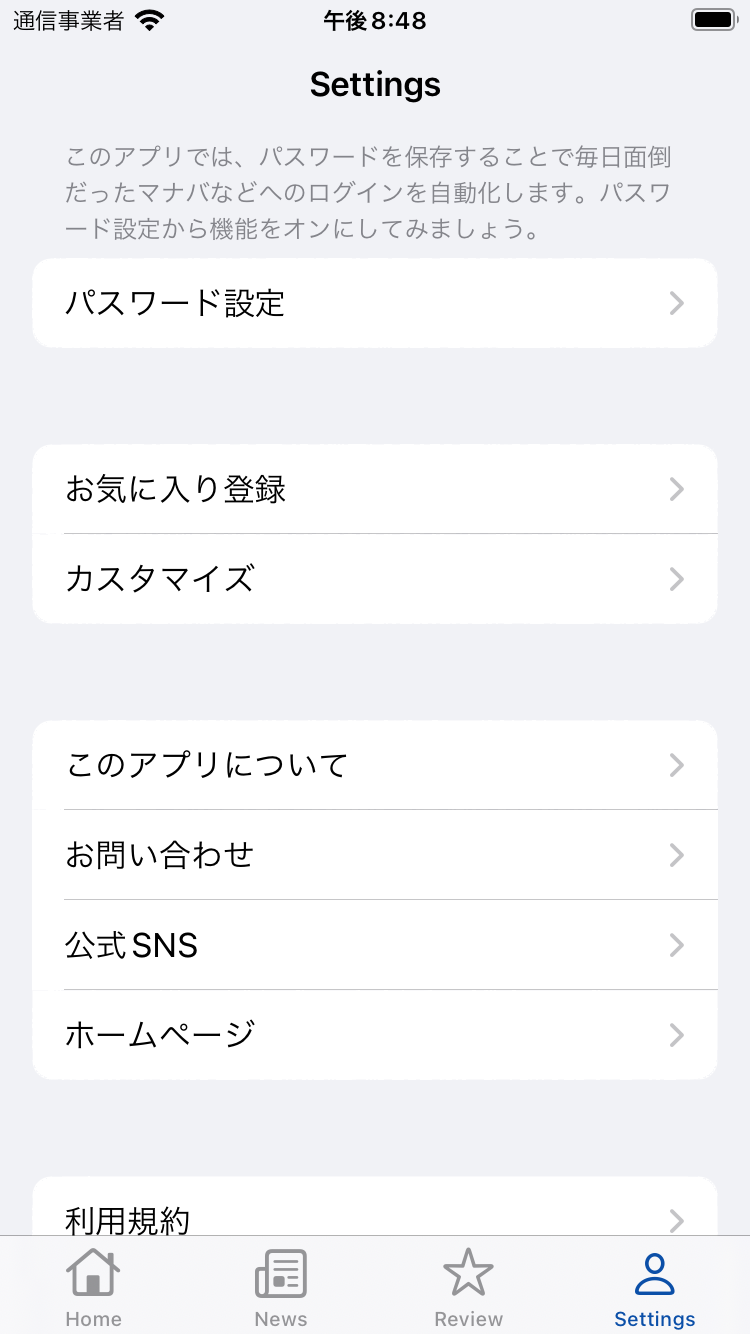 通信事業者 午後8:48
Settings
このアプリでは、パスワードを保存することで毎日面倒
だったマナバなどへのログインを自動化します。パスワ
ード設定から機能をオンにしてみましょう。
パスワード設定
お気に入り登録
カスタマイズ
このアプリについて
お問い合わせ
公式SNS
ホームページ
利用規約
Home News Review Settings